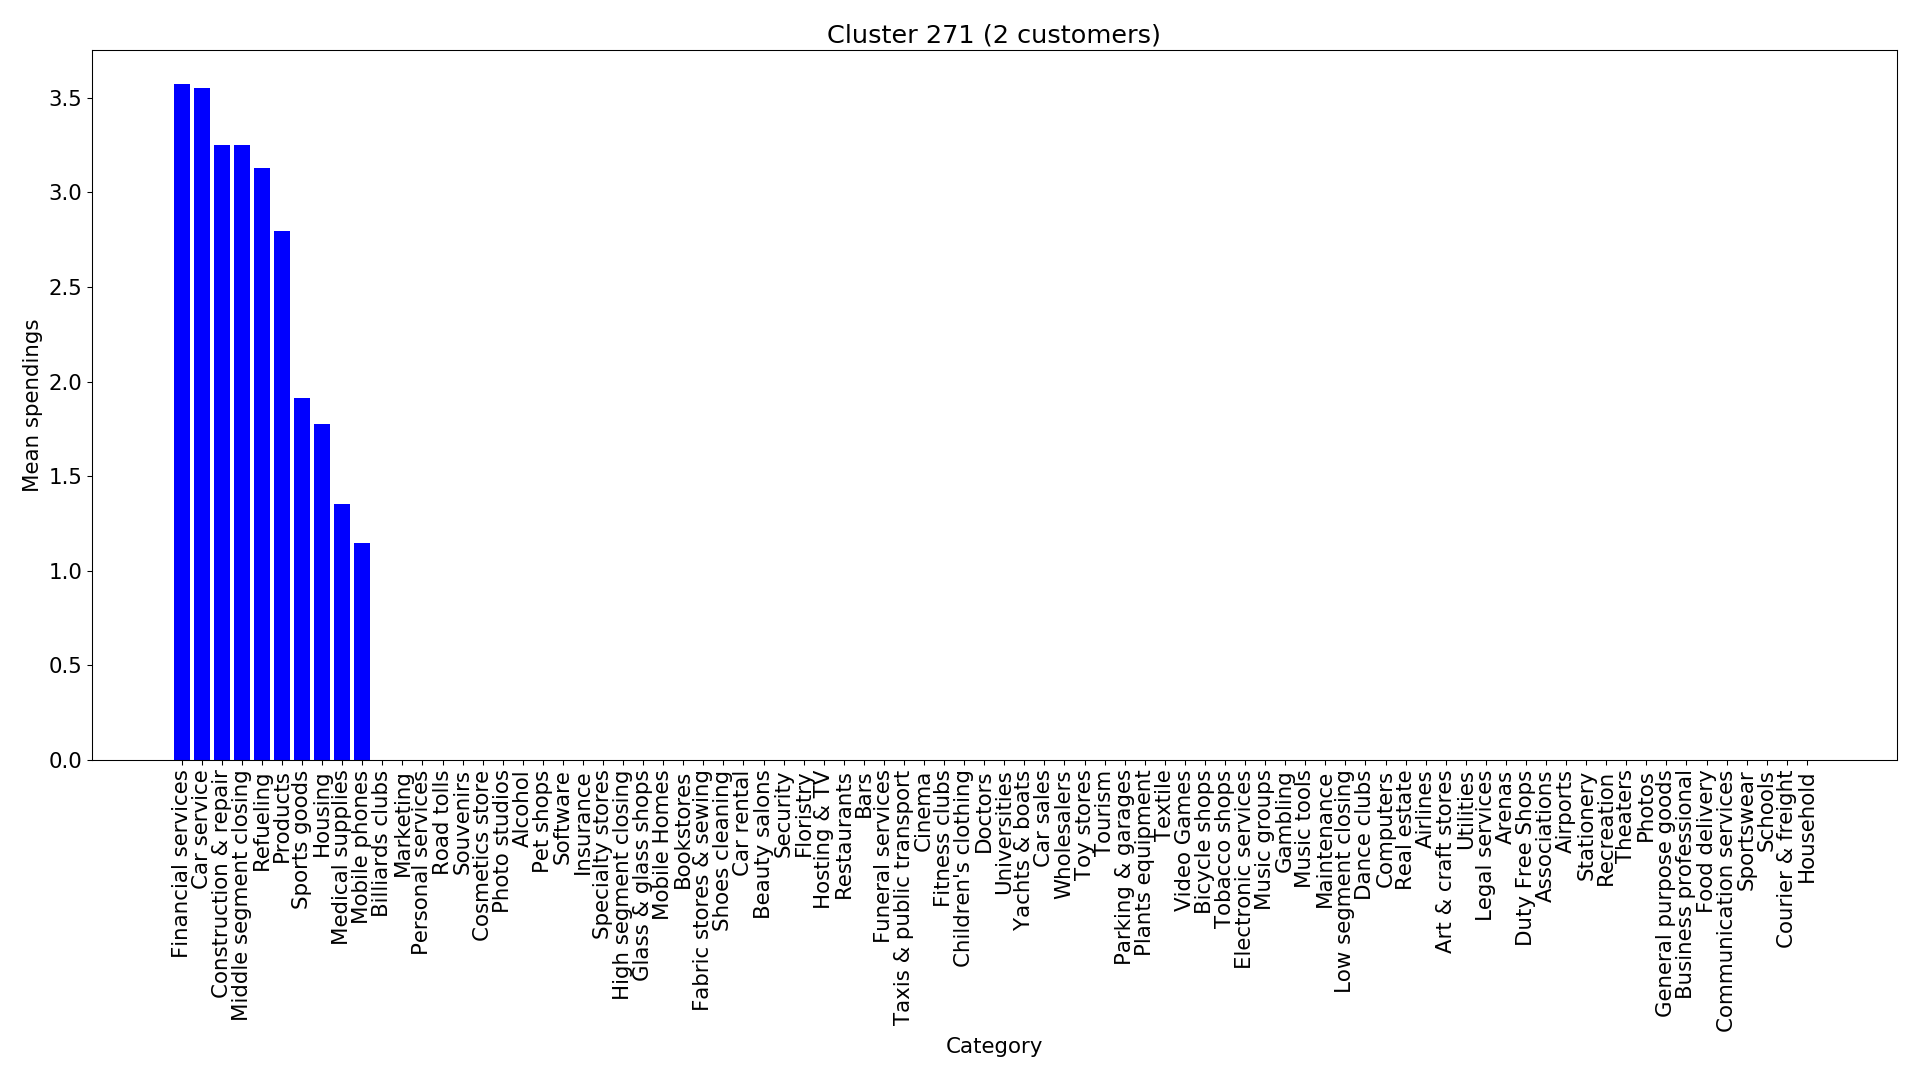 Cluster 271 (2 customers)
3.5
3.0
2.5
2.0
1.5
1.0
0.5
0.0
Mean spendings
Financial services
Car service
Construction & repair
Middle segment closing
Refueling
Products
Sports goods
Housing
Medical supplies
Mobile phones
Billiards clubs
Marketing
Personal services
Road tolls
Souvenirs
Cosmetics store
Photo studios
Alcohol
Pet shops
Software
Insurance
Specialty stores
High segment closing
Glass & glass shops
Mobile Homes
Bookstores
Fabric stores & sewing
Shoes cleaning
Car rental
Beauty salons
Security
Floristry
Hosting & TV
Restaurants
Bars
Funeral services
Taxis & public transport
Cinema
Fitness clubs
Children's clothing
Doctors
Universities
Yachts & boats
Car sales
Wholesalers
Toy stores
Tourism
Parking & garages
Plants equipment
Textile
Video Games
Bicycle shops
Tobacco shops
Electronic services
Music groups
Gambling
Music tools
Maintenance
Low segment closing
Dance clubs
Computers
Real estate
Airlines
Art & craft stores
Utilities
Legal services
Arenas
Duty Free Shops
Associations
Airports
Stationery
Recreation
Theaters
Photos
General purpose goods
Business professional
Food delivery
Communication services
Sportswear
Schools
Courier & freight
Household
Category